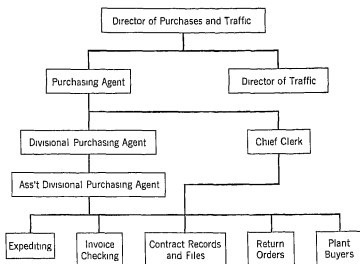 Director of Purchases and Traffic
Purchasing Agent
Director of Traffic
Divisional Purchasing Agent
Chief Clerk
Ass't Divisional Purchasing Agent
Expediting
Invoice
Checking
Contract Records
and Files
Return
Orders
Plant
Buyers